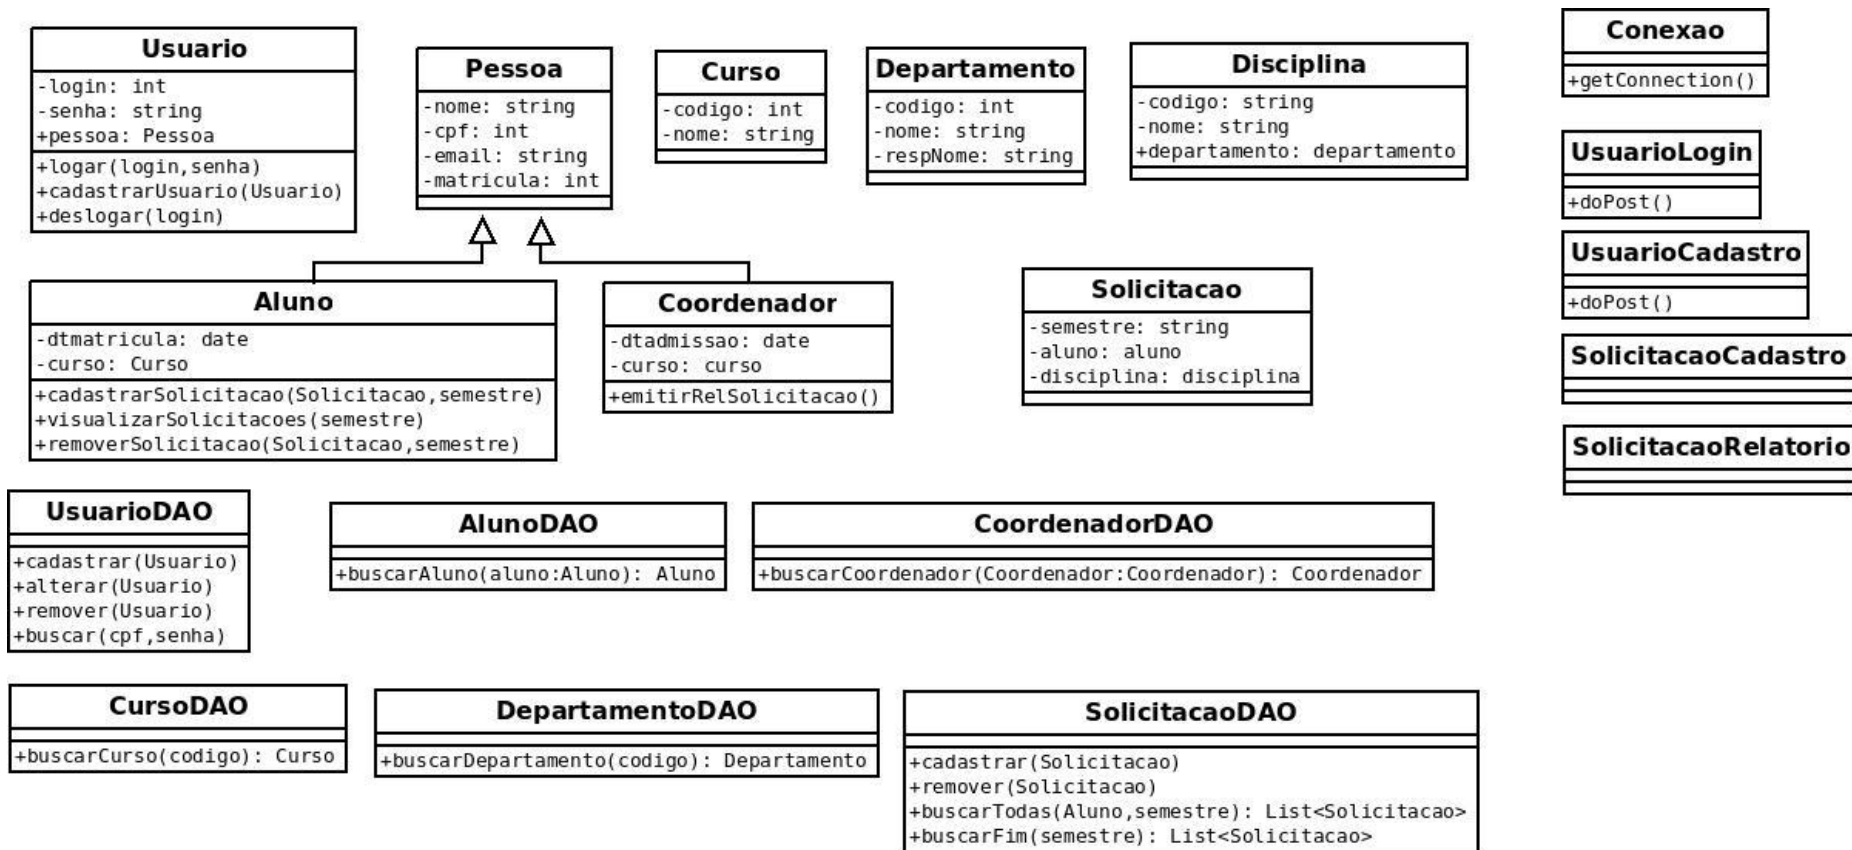 Usuario
-login: int
-senha: string
+pessoa: Pessoa
+logar(login,senha)
+cadastrarUsuario(Usuario)
+deslogar(login)
Pessoa
-nome: string
-cpf: int
-email: string
-matricula: int
Curso
-codigo: int
-nome: string
Departamento
-codigo: int
-nome: string
-respNome: string
Disciplina
-codigo: string
-nome: string
+departamento: departamento
Conexao
+getConnection()
UsuarioLogin
+doPost()
UsuarioCadastro
+doPost()
SolicitacaoCadastro
SolicitacaoRelatorio
Aluno
-dtmatricula: date
-curso: Curso
+cadastrarSolicitacao(Solicitacao,semestre)
+visualizarSolicitacoes(semestre)
+removerSolicitacao(Solicitacao,semestre)
Coordenador
-dtadmissao: date
-curso: curso
+emitirRelSolicitacao()
Solicitacao
-semestre: string
-aluno: aluno
-disciplina: disciplina
UsuarioDAO
+cadastrar(Usuario)
+alterar(Usuario)
+remover(Usuario)
+buscar(cpf,senha)
AlunoDAO
+buscarAluno(aluno:Aluno): Aluno
CoordenadorDAO
+buscarCoordenador(Coordenador:Coordenador): Coordenador
CursoDAO
+buscarCurso(codigo): Curso
DepartamentoDAO
+buscarDepartamento(codigo): Departamento
SolicitacaoDAO
+cadastrar(Solicitacao)
+remover(Solicitacao)
+buscarTodas(Aluno,semestre): List<Solicitacao>
+buscarFim(semestre): List<Solicitacao>